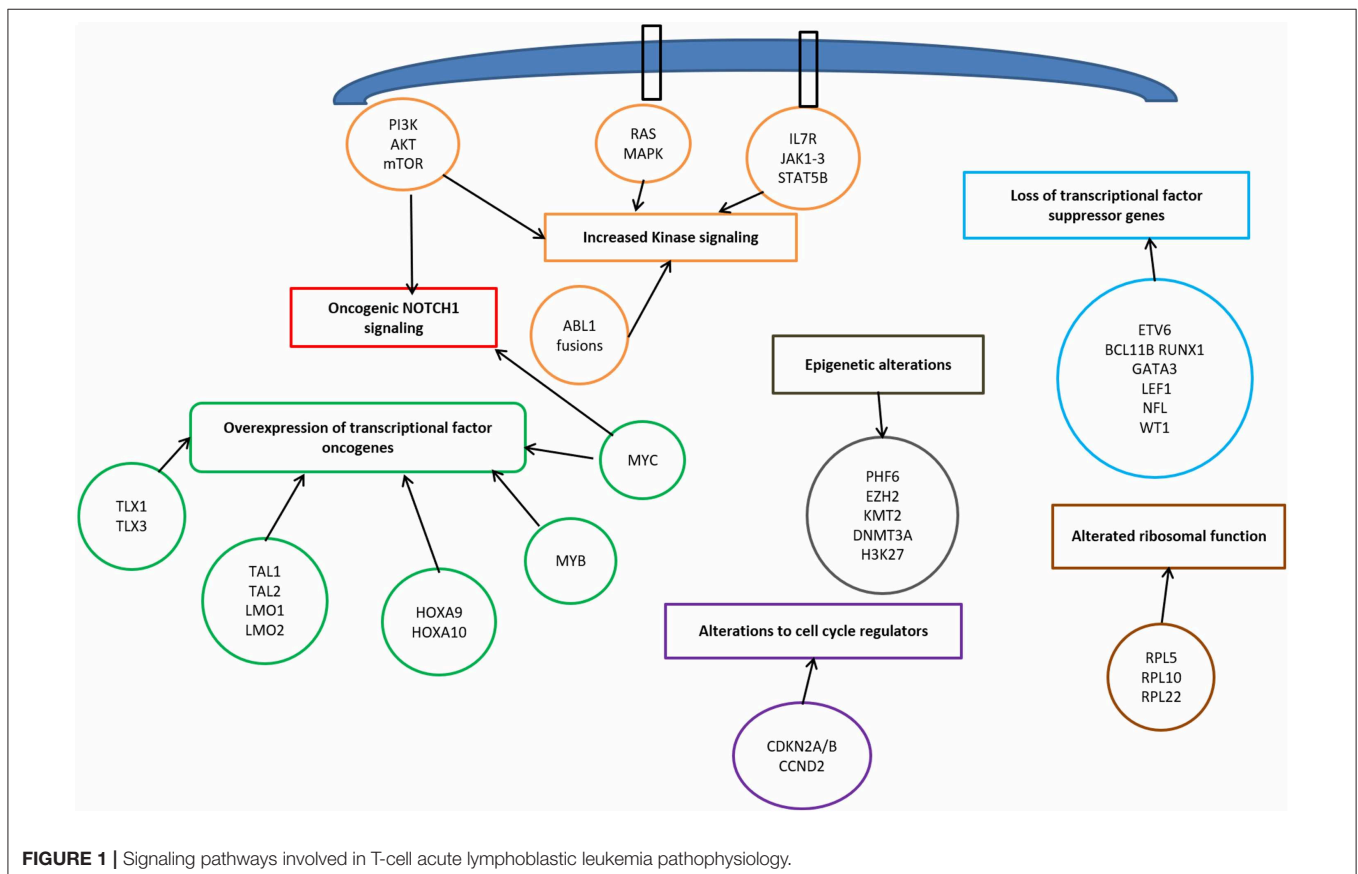 PI3K
AKT
mTOR
RAS
MAPK
IL7R
JAK1-3
STAT5B
Increased Kinase signaling
Loss of transcriptional factor
suppressor genes
Oncogenic NOTCH1
signaling
ABL1
fusions
ETV6
BCL11B RUNX1
GATA3
LEF1
NFL
WT1
Epigenetic alterations
Overexpression of transcriptional factor
oncogenes
MYC
TLX1
TLX3
PHF6
EZH2
KMT2
DNMT3A
H3K27
Alterated ribosomal function
MYB
TAL1
TAL2
LMO1
LMO2
HOXA9
HOXA10
Alterations to cell cycle regulators
RPL5
RPL10
RPL22
CDKN2A/B
CCND2
FIGURE 1 | Signaling pathways involved in T-cell acute lymphoblastic leukemia pathophysiology.